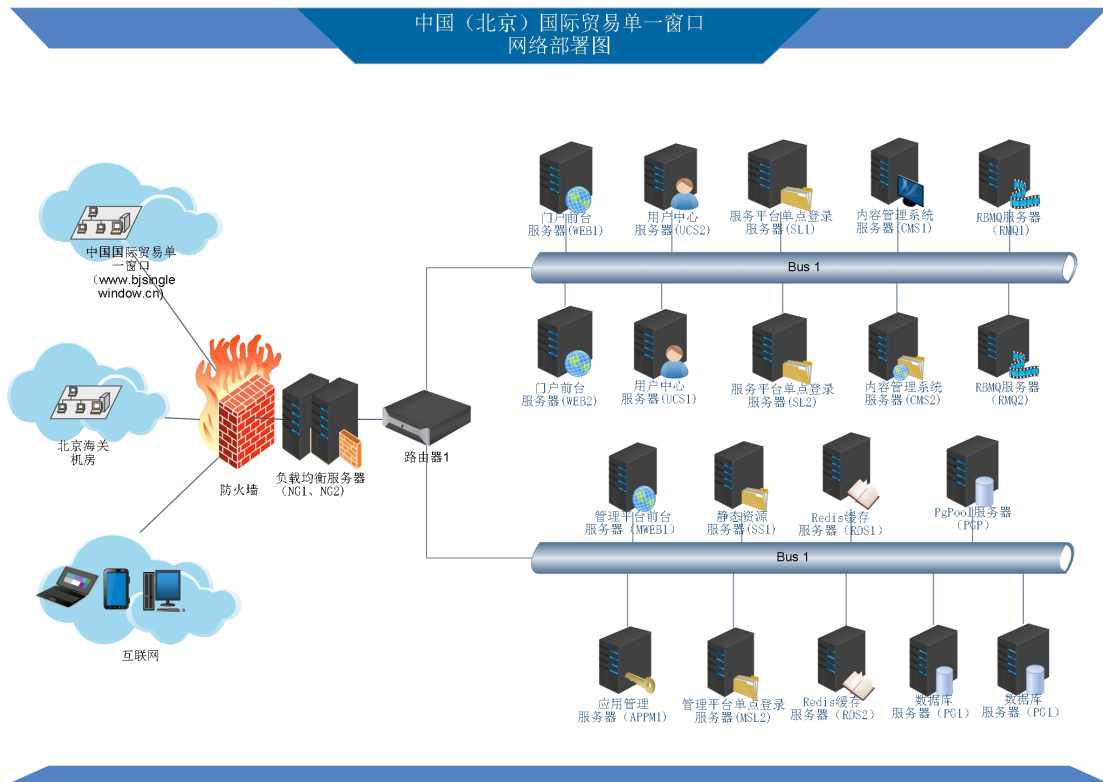 中国（北京）国际贸易单一窗口
网络部署图
门户前台
服务器(WEB1)
用户中心
服务器(UCS2)
服务平台单点登录
服务器(SL1)
内容管理系统
服务器(CMS1)
RBMQ服务器
(RMQ1)
中国国际贸易单
一窗口
（www.bjsingle
window.cn)
Bus 1
门户前台
服务器(WEB2)
用户中心
服务器(UCS1)
服务平台单点登录
服务器(SL2)
内容管理系统
服务器(CMS2)
RBMQ服务器
(RMQ2)
北京海关
机房
防火墙
负载均衡服务器
（NG1、NG2)
路由器1
管理平台前台
服务器（MWEB1)
静态资源
服务器(SS1)
Redis缓存
服务器（RDS1)
PgPool服务器
（PGP）
Bus 1
互联网
应用管理
服务器（APPM1)
管理平台单点登录
服务器(MSL2)
Redis缓存
服务器（RDS2)
数据库
服务器（PG1)
数据库
服务器（PG1)